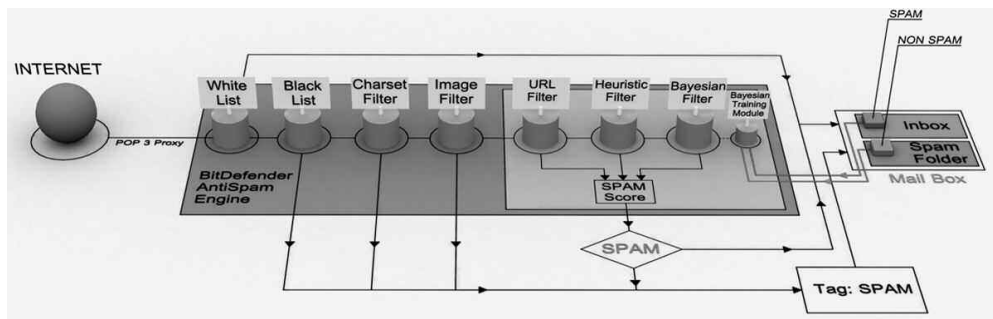 SPAM
NON SPAM
INTERNET
White
List
Black
List
Charset
Filter
Image
Filter
URL
Filter
Heuristic
Filter
Bayesian
Filter
Bayesian
Training
Module
POP 3 Proxy
Inbox
Spam
Folder
Mail Box
BitDefender
AntiSpam
Engine
SPAM
Score
SPAM
Tag: SPAM